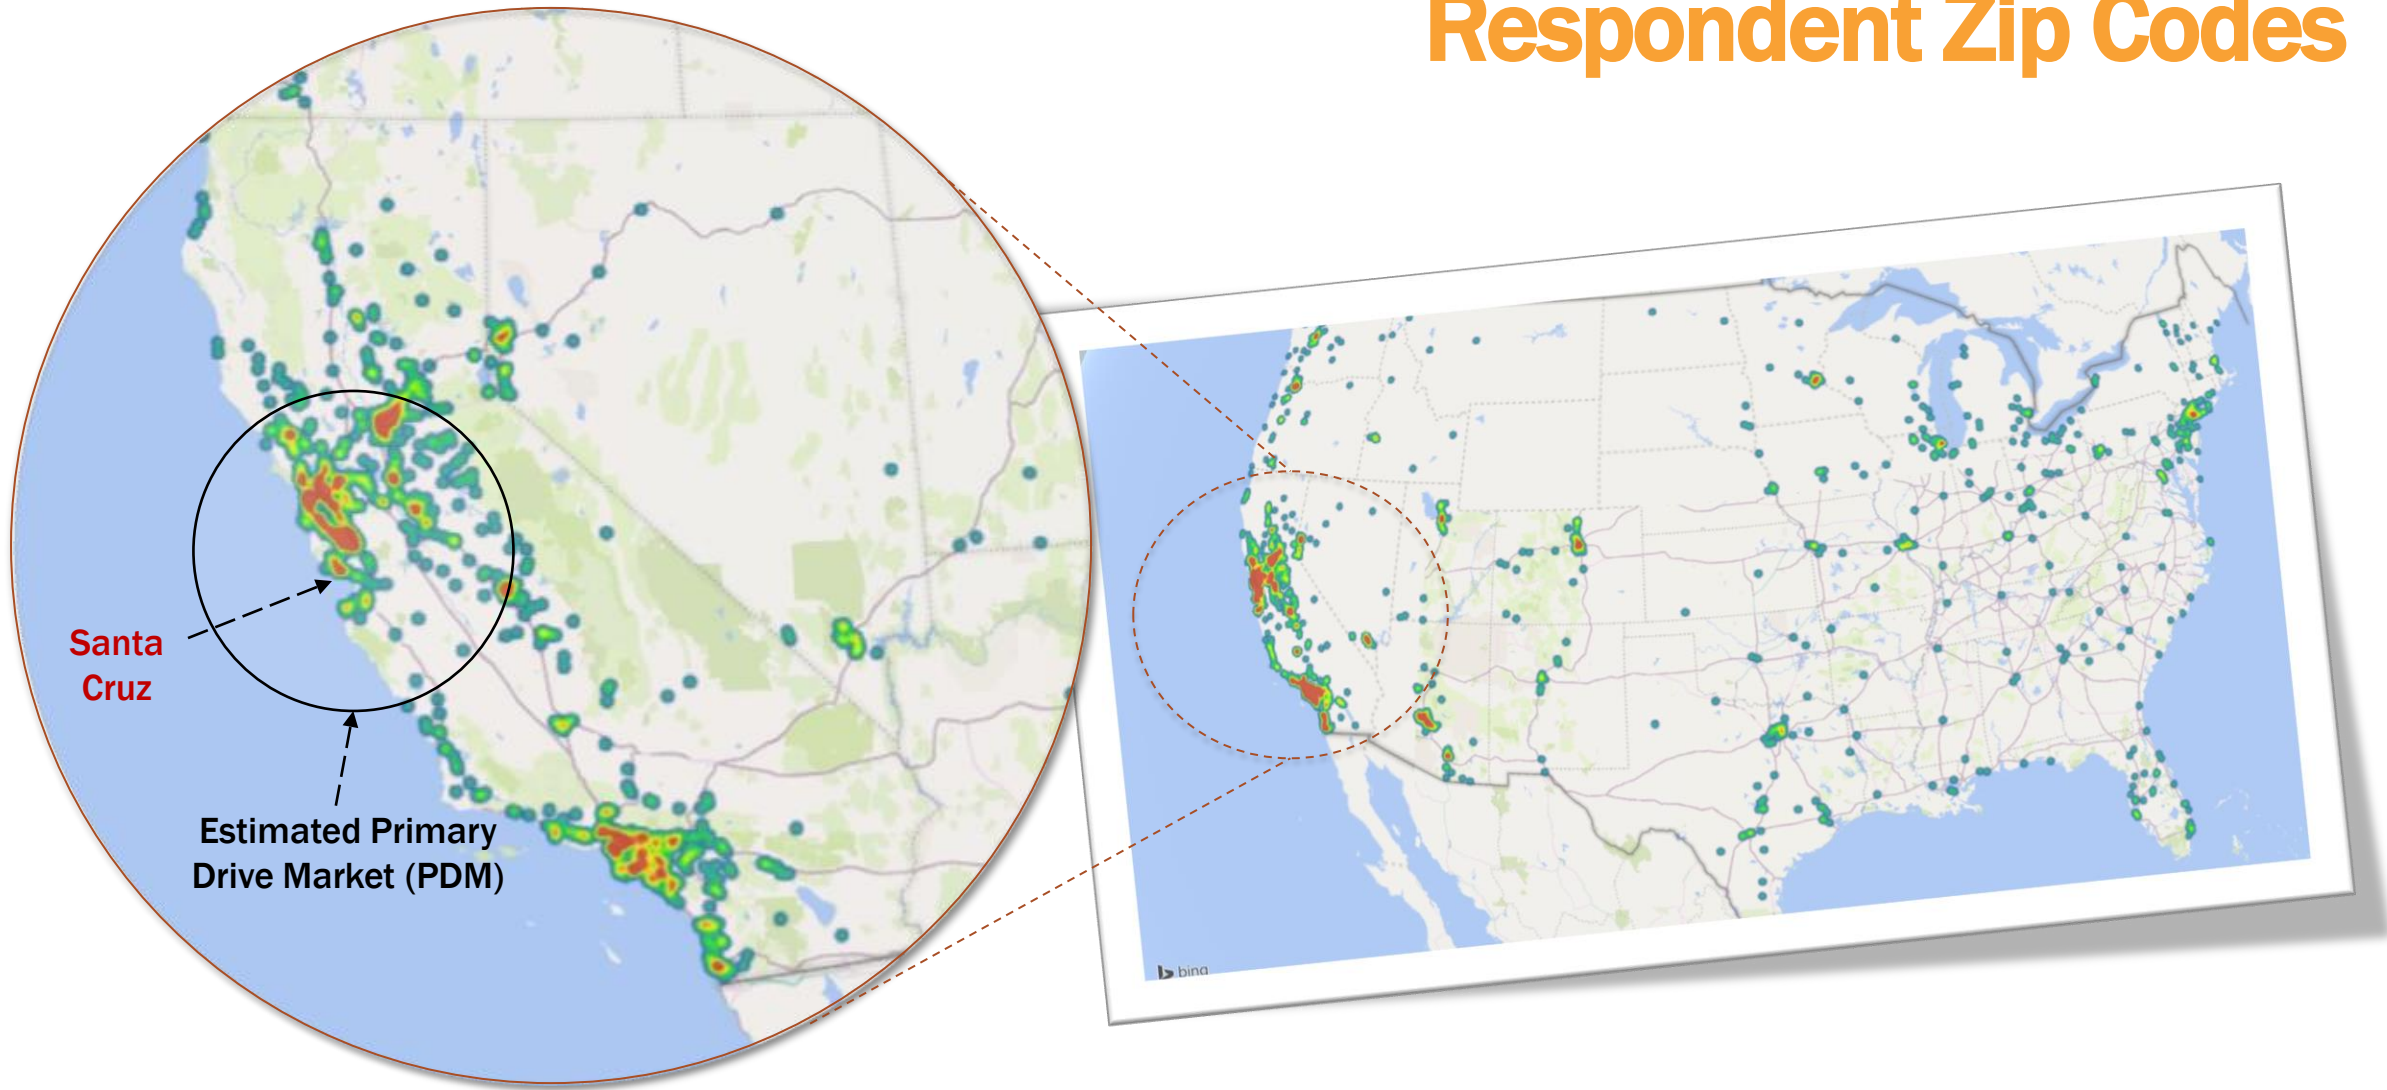 Respondent Zip Codes
Santa
Cruz
Estimated Primary
Drive Market (PDM)
bing